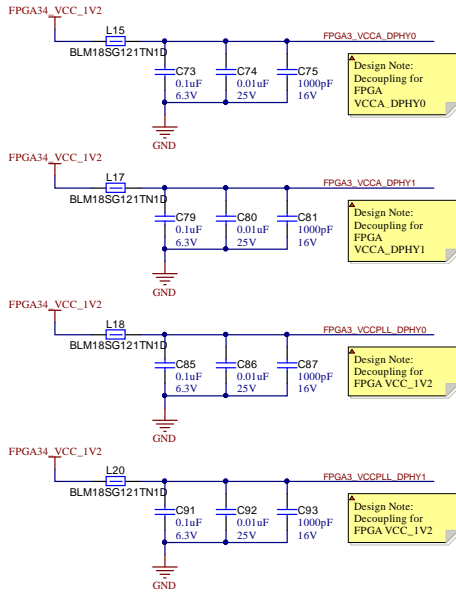 FPGA34_VCC_1V2
L15
BLM18SG121TN1D
FPGA3_VCCA_DPHY0
C73
0.1uF
6.3V
C74
0.01uF
25V
C75
1000pF
16V
GND
Design Note:
Decoupling for
FPGA
VCCA_DPHY0
FPGA34_VCC_1V2
L17
BLM18SG121TN1D
FPGA3_VCCA_DPHY1
C79
0.1uF
6.3V
C80
0.01uF
25V
C81
1000pF
16V
GND
Design Note:
Decoupling for
FPGA
VCCA_DPHY1
FPGA34_VCC_1V2
L18
BLM18SG121TN1D
FPGA3_VCCPLL_DPHY0
C85
0.1uF
6.3V
C86
0.01uF
25V
C87
1000pF
16V
GND
Design Note:
Decoupling for
FPGA VCC_1V2
FPGA34_VCC_1V2
L20
BLM18SG121TN1D
FPGA3_VCCPLL_DPHY1
C91
0.1uF
6.3V
C92
0.01uF
25V
C93
1000pF
16V
GND
Design Note:
Decoupling for
FPGA VCC_1V2